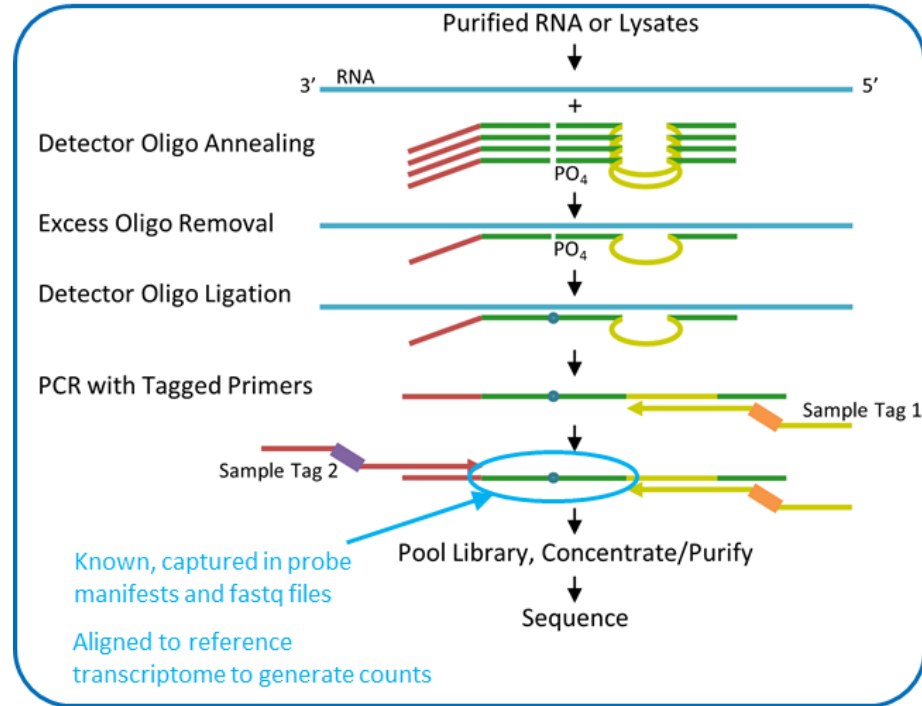 Purified RNA or Lysates
3’ RNA 5’
+
Detector Oligo Annealing
PO4
Excess Oligo Removal
PO4
Detector Oligo Ligation
PCR with Tagged Primers
Sample Tag 1
Sample Tag 2
Known, captured in probe
manifests and fastq files
Pool Library, Concentrate/Purify
Sequence
Aligned to reference
transcriptome to generate counts